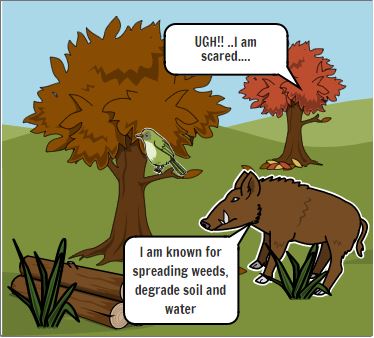 UGH!! ..I am
scared....
I am known for
spreading weeds,
degrade soil and
water